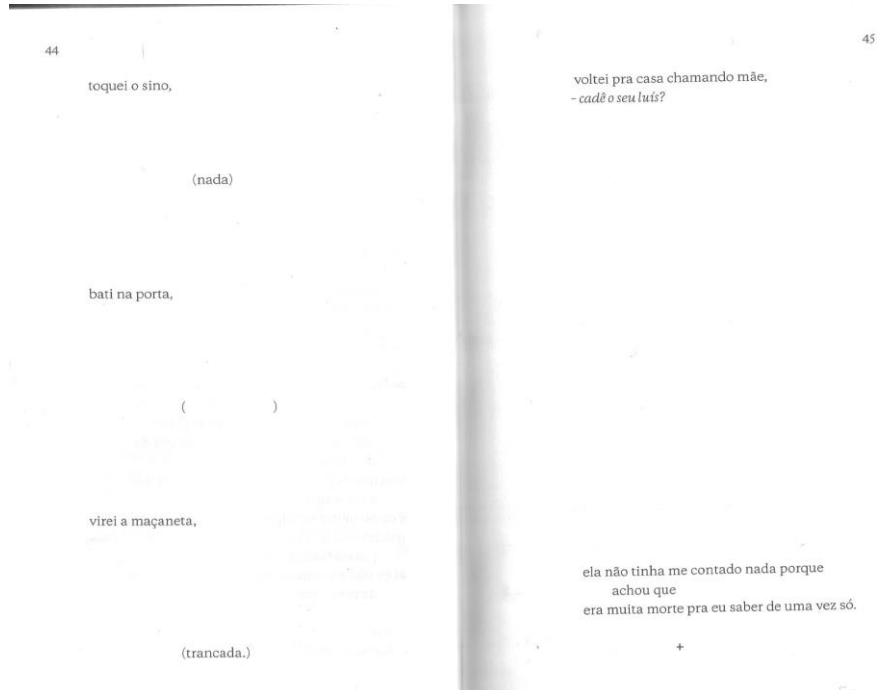 44
toquei o sino,
(nada)
bati na porta,
( )
virei a maçaneta,
(trancada.)
45
voltei pra casa chamando mãe,
- cadê o seu luís?
ela não tinha me contado nada porque
achou que
era muita morte pra eu saber de uma vez só.
+